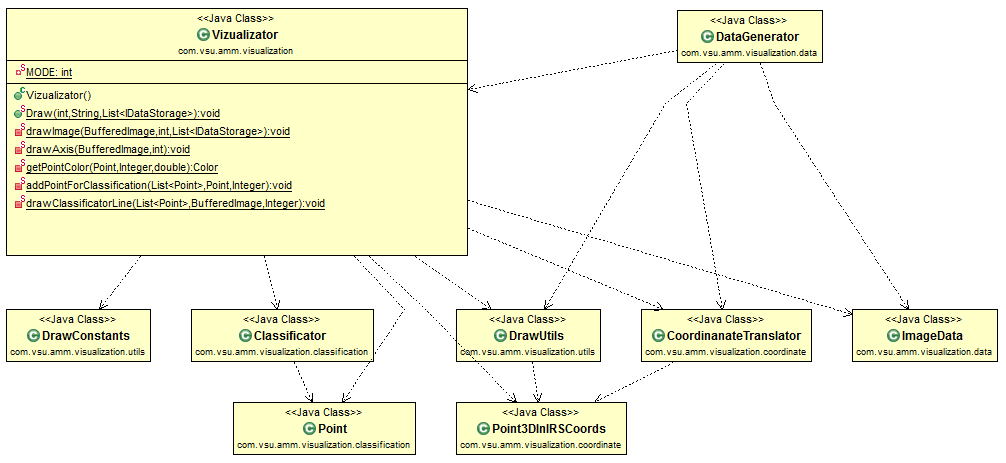 <<Java Class>>
Vizualizator
com.vsu.amm.visualization
MODE: int
Vizualizator()
Draw(int,String,List<IDataStorage>):void
drawImage(BufferedImage,int,List<IDataStorage>):void
drawAxis(BufferedImage,int):void
getPointColor(Point,Integer,double):Color
addPointForClassification(List<Point>,Point,Integer):void
drawClassificatorLine(List<Point>,BufferedImage,Integer):void
<<Java Class>>
DataGenerator
com.vsu.amm.visualization.data
<<Java Class>>
DrawConstants
com.vsu.amm.visualization.utils
<<Java Class>>
Classificator
com.vsu.amm.visualization.classification
<<Java Class>>
DrawUtils
com.vsu.amm.visualization.utils
<<Java Class>>
CoordinanateTranslator
com.vsu.amm.visualization.coordinate
<<Java Class>>
ImageData
com.vsu.amm.visualization.data
<<Java Class>>
Point
com.vsu.amm.visualization.classification
<<Java Class>>
Point3DInIRSCoords
com.vsu.amm.visualization.coordinate